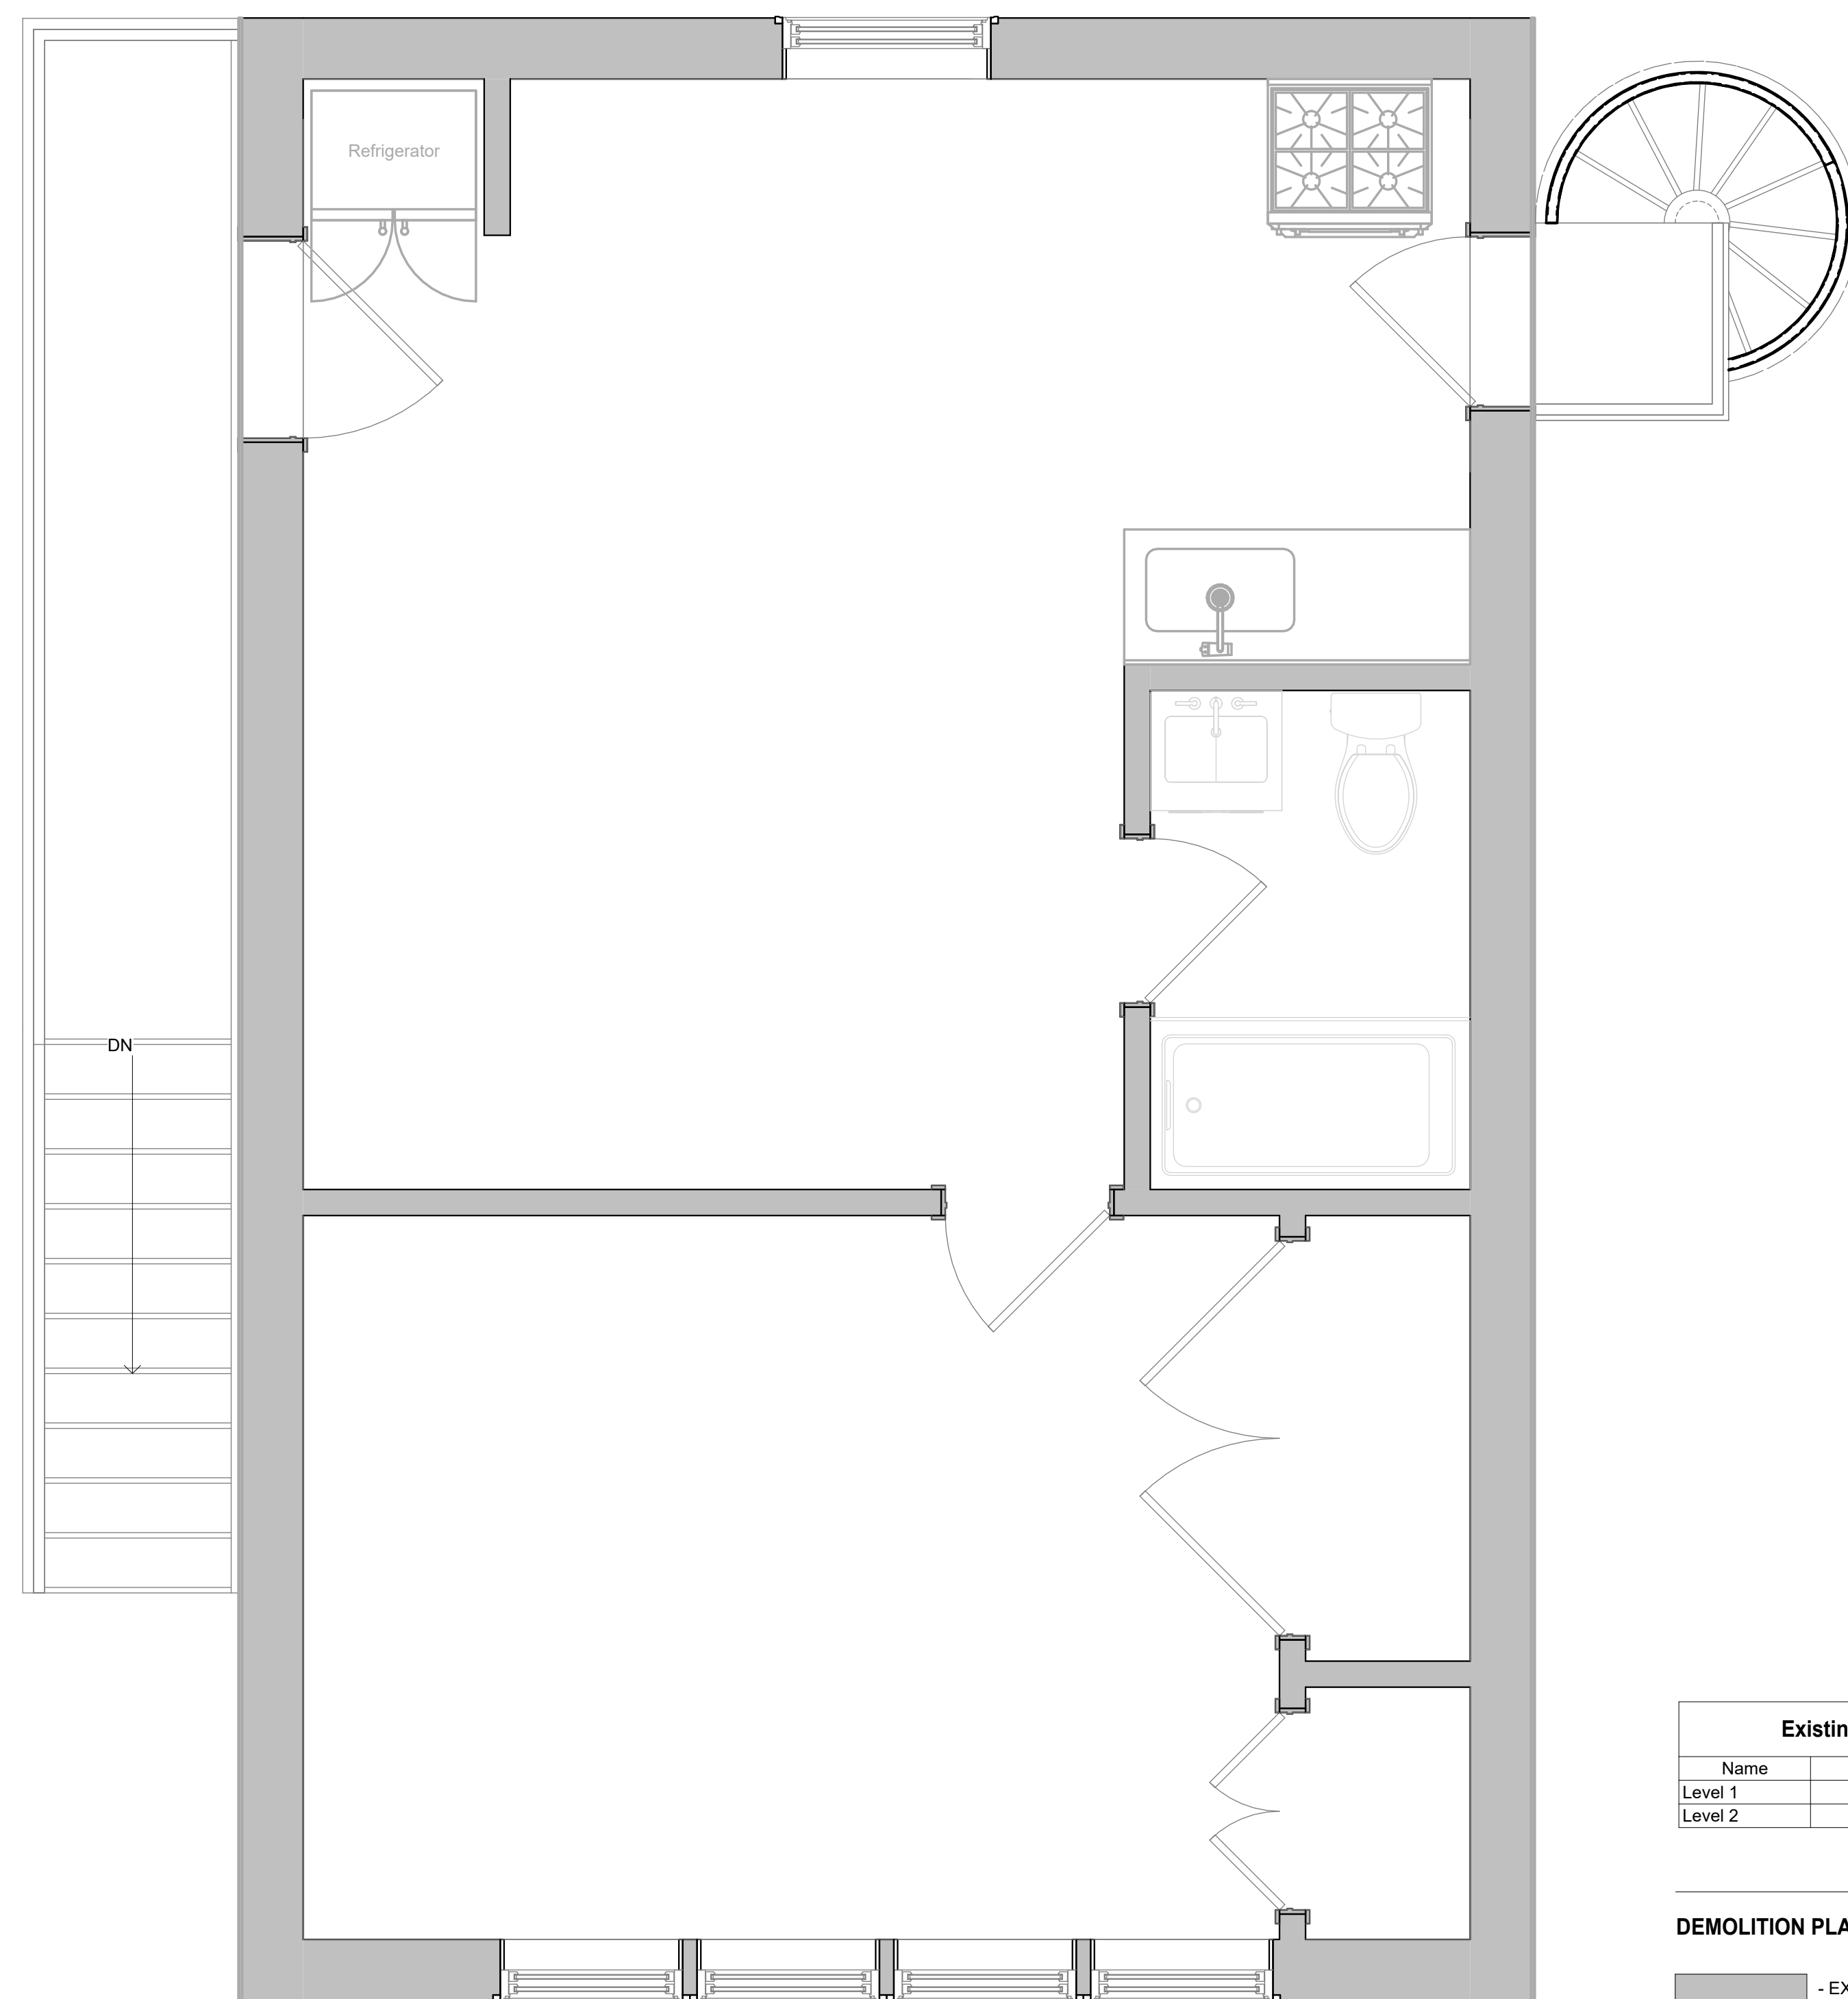 Refrigerator
DN
Existin
Name
Level 1
Level 2
DEMOLITION PLA
- EX